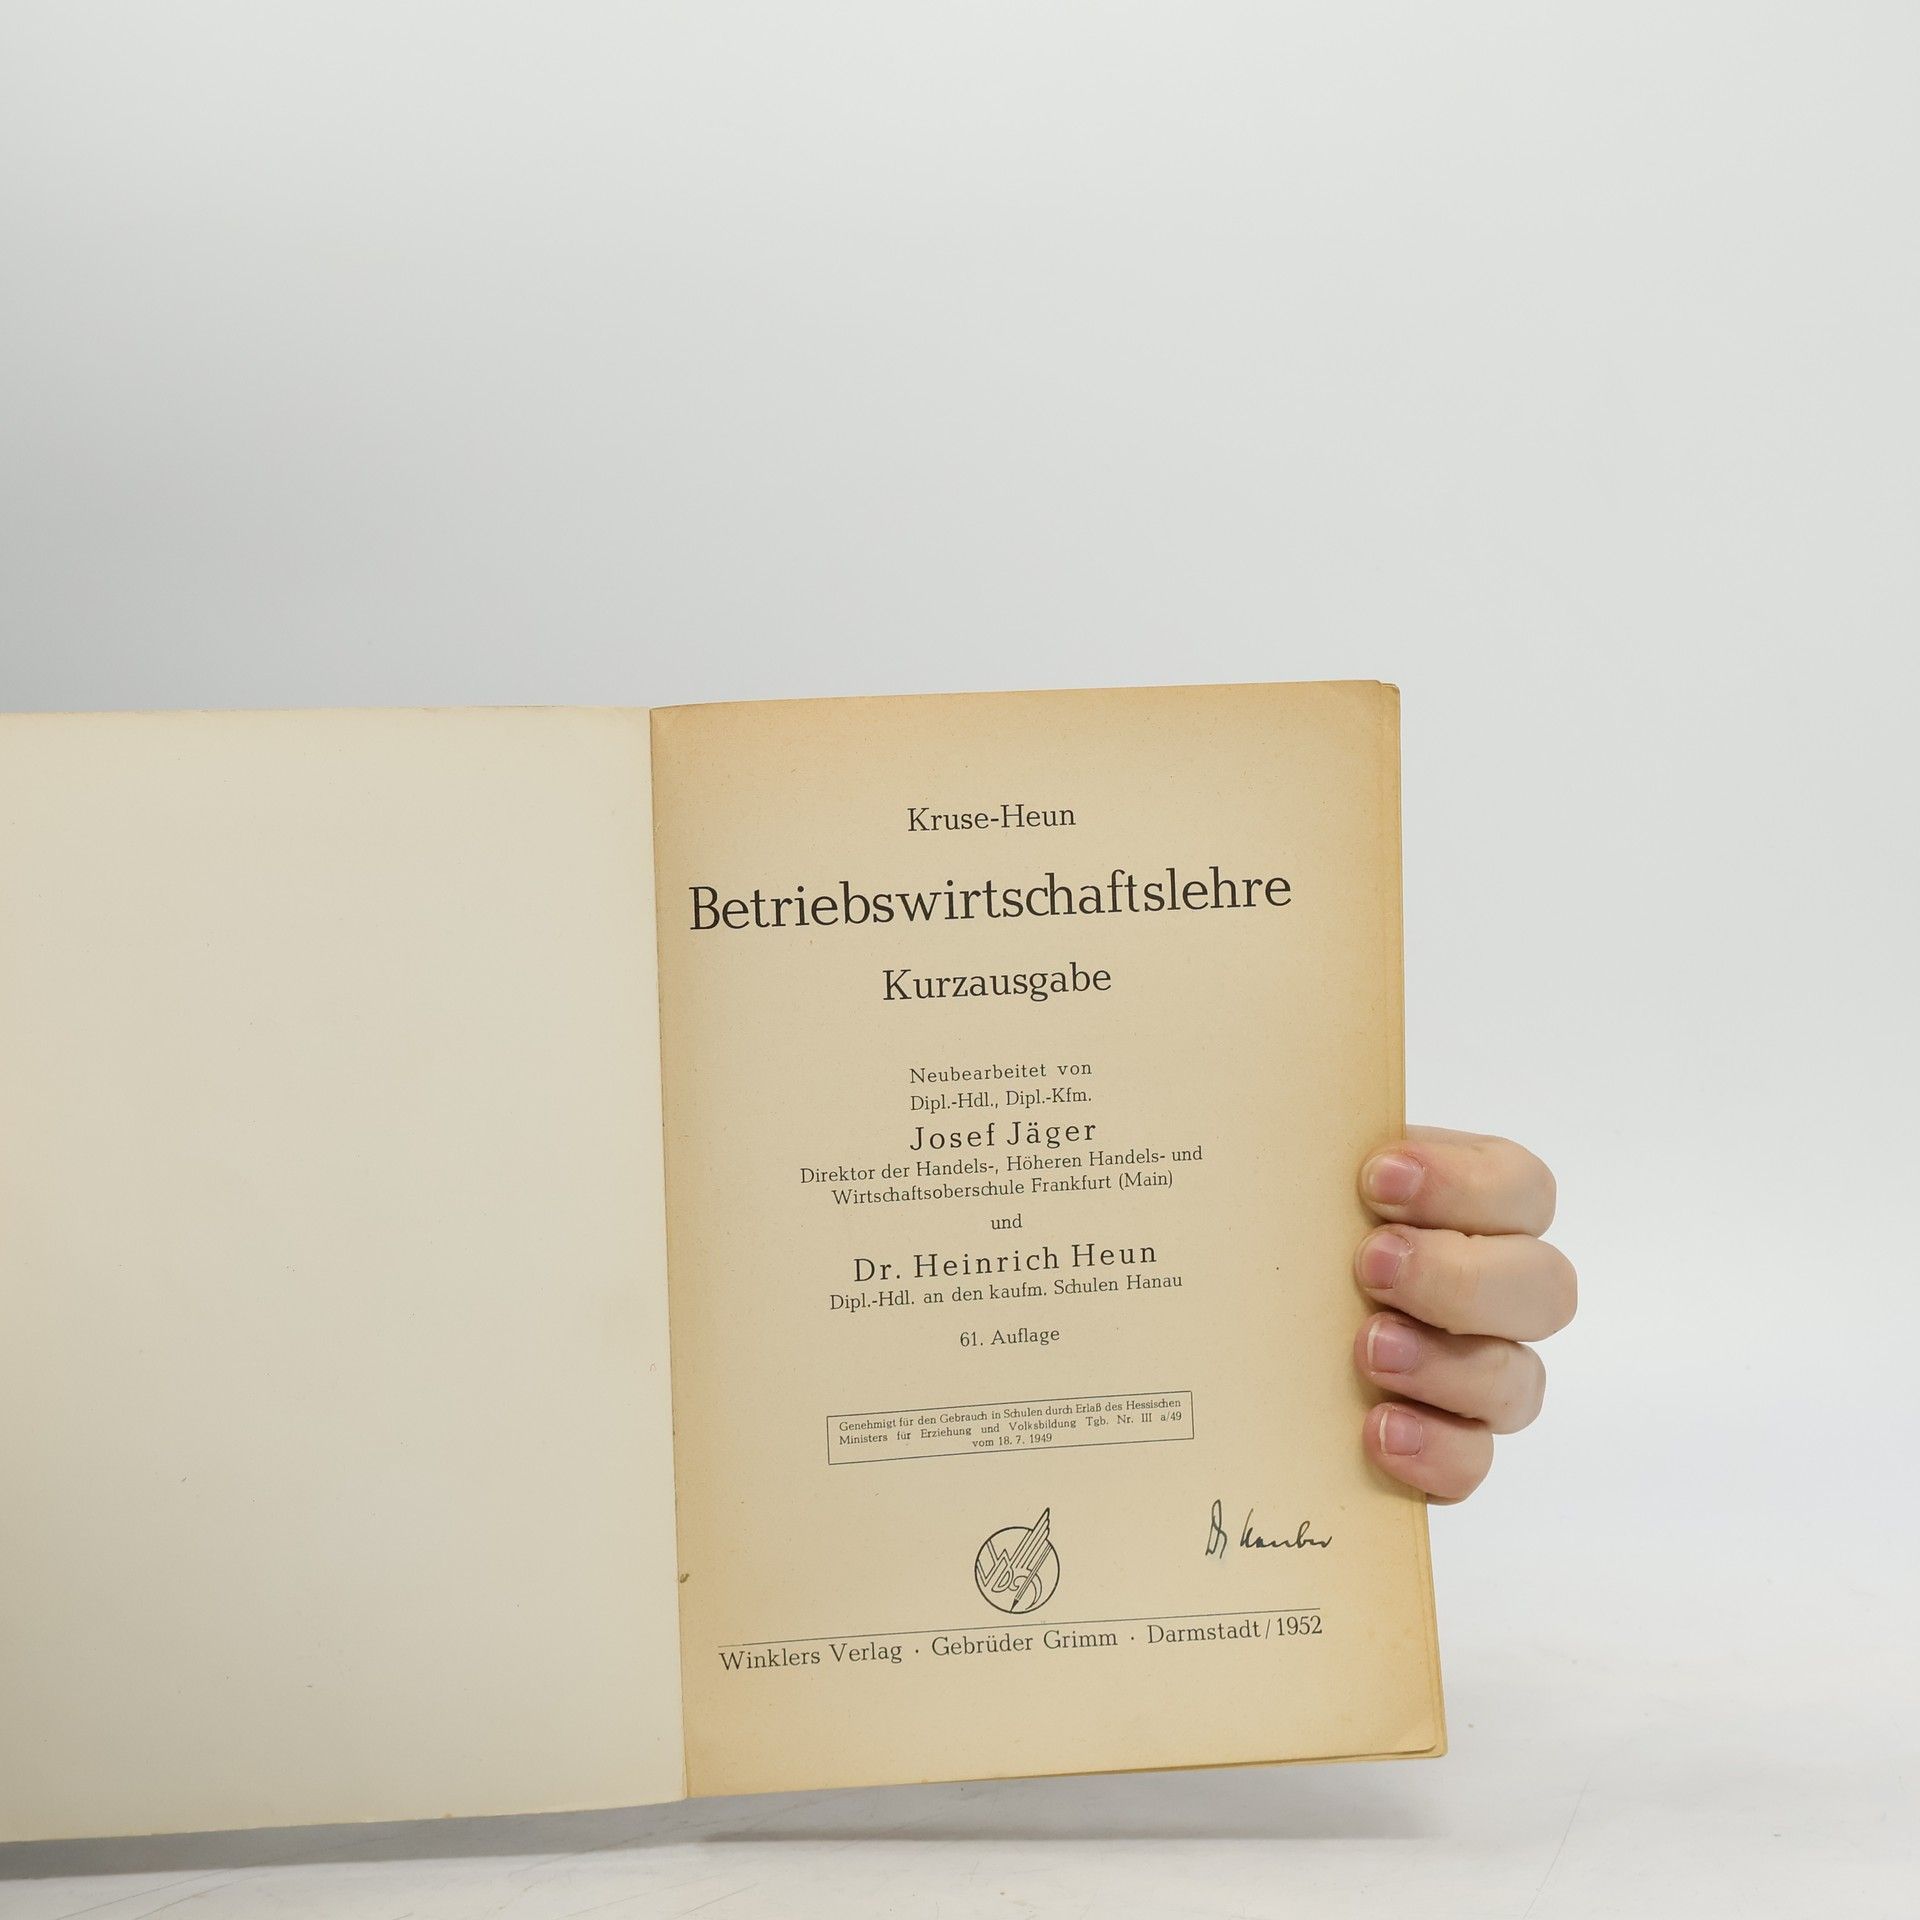 Kruse-Heun
Betriebswirtschaftslehre
Kurzausgabe
Neubearbeitet von
Dipl.-Hdl., Dipl.-Kfm.
Josef Jäger
Direktor der Handels-, Höheren Handels- und
Wirtschaftsoberschule Frankfurt (Main)
und
Dr. Heinrich Heun
Dipl.-Hdl. an den kaufm. Schulen Hanau
61. Auflage
Genehmigt für den Gebrauch in Schulen durch Erlaß des Hessischen
Ministers für Erziehung und Volksbildung Tgb. Nr. III a/49
vom 18. 7. 1949
Dr
Winklers Verlag · Gebrüder Grimm · Darmstadt/1952